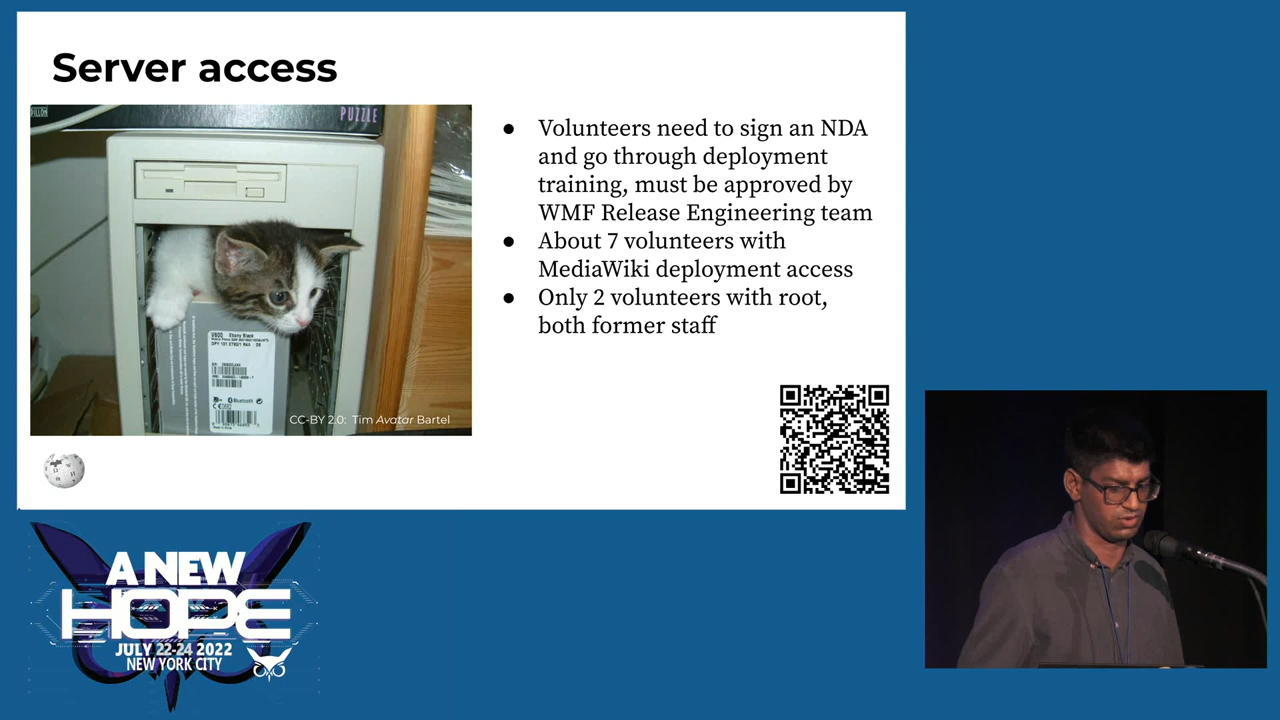 Server access
PUZZLE
● Volunteers need to sign an NDA
and go through deployment
training, must be approved by
WMF Release Engineering team
● About 7 volunteers with
MediaWiki deployment access
● Only 2 volunteers with root,
both former staff
Bluetooth
CC-BY 2.0: Tim Avatar Bartel
A NEW
HOPE
JULY 22-24 2022
NEW YORK CITY